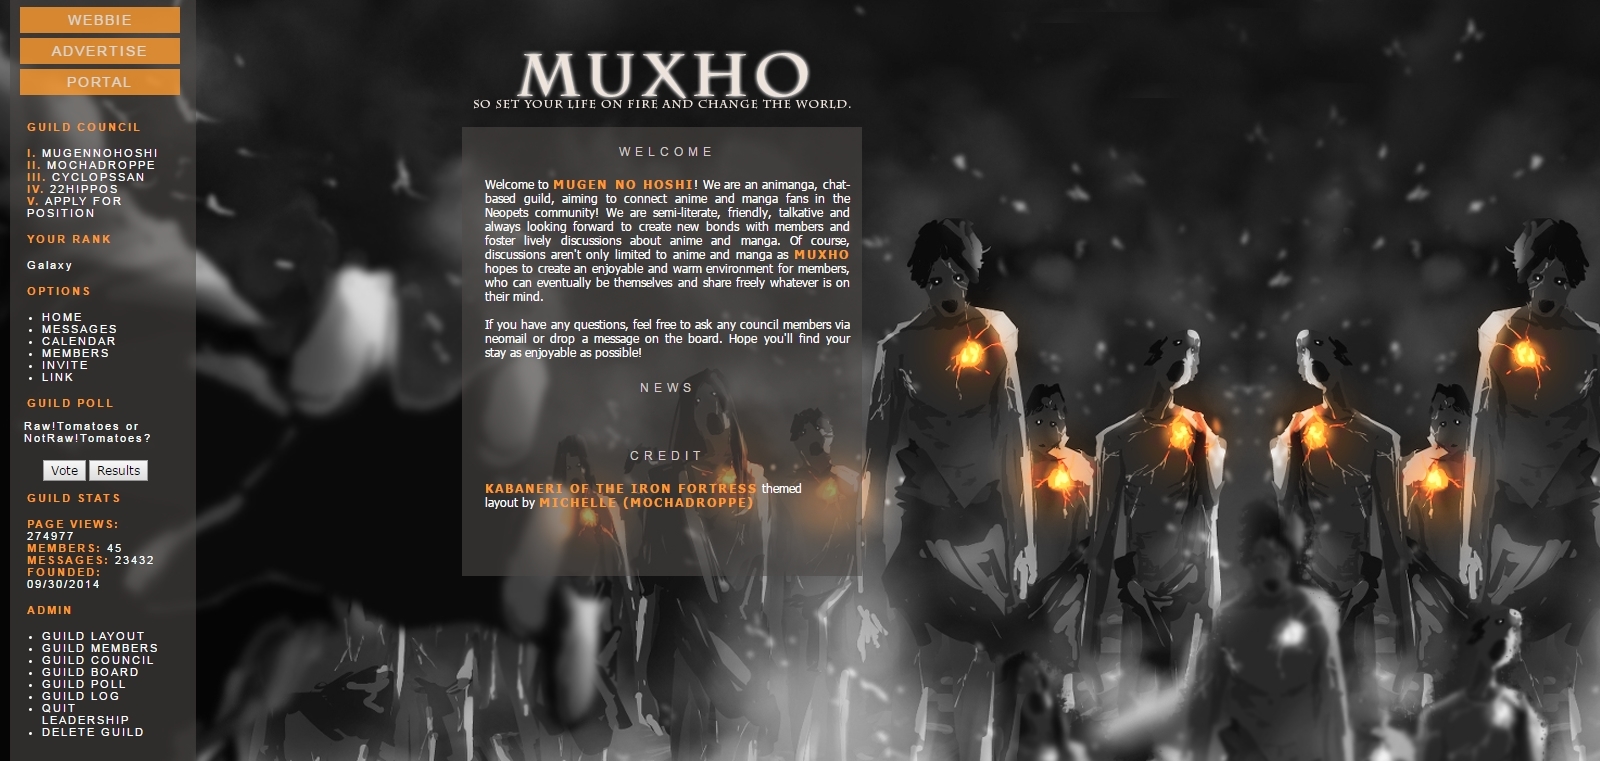 WEBBIE
ADVERTISE
PORTAL
GUILD COUNCIL
I. MUGENNOHOSHI
II. MOCHADROPPE
III. CYCLOPSSAN
IV. 22HIPPOS
V. APPLY FOR
POSITION
YOUR RANK
Galaxy
OPTIONS
• HOME
• MESSAGES
• CALENDAR
• MEMBERS
• INVITE
• LINK
GUILD POLL
Raw!Tomatoes or
NotRaw!Tomatoes?
Vote Results
GUILD STATS
PAGE VIEWS:
274977
MEMBERS: 45
MESSAGES: 23432
FOUNDED:
09/30/2014
ADMIN
• GUILD LAYOUT
• GUILD MEMBERS
• GUILD COUNCIL
• GUILD BOARD
• GUILD POLL
• GUILD LOG
• QUIT
LEADERSHIP
• DELETE GUILD
MUXHO
SO SET YOUR LIFE ON FIRE AND CHANGE THE WORLD.
WELCOME
Welcome to MUGEN NO HOSHI! We are an animanga, chat-
based guild, aiming to connect anime and manga fans in the
Neopets community! We are semi-literate, friendly, talkative and
always looking forward to create new bonds with members and
foster lively discussions about anime and manga. Of course,
discussions aren't only limited to anime and manga as MUXHO
hopes to create an enjoyable and warm environment for members,
who can eventually be themselves and share freely whatever is on
their mind.
If you have any questions, feel free to ask any council members via
neomail or drop a message on the board. Hope you'll find your
stay as enjoyable as possible!
NEWS
CREDIT
KABANERI OF THE IRON FORTRESS themed
layout by MICHELLE (MOCHADROPPE)